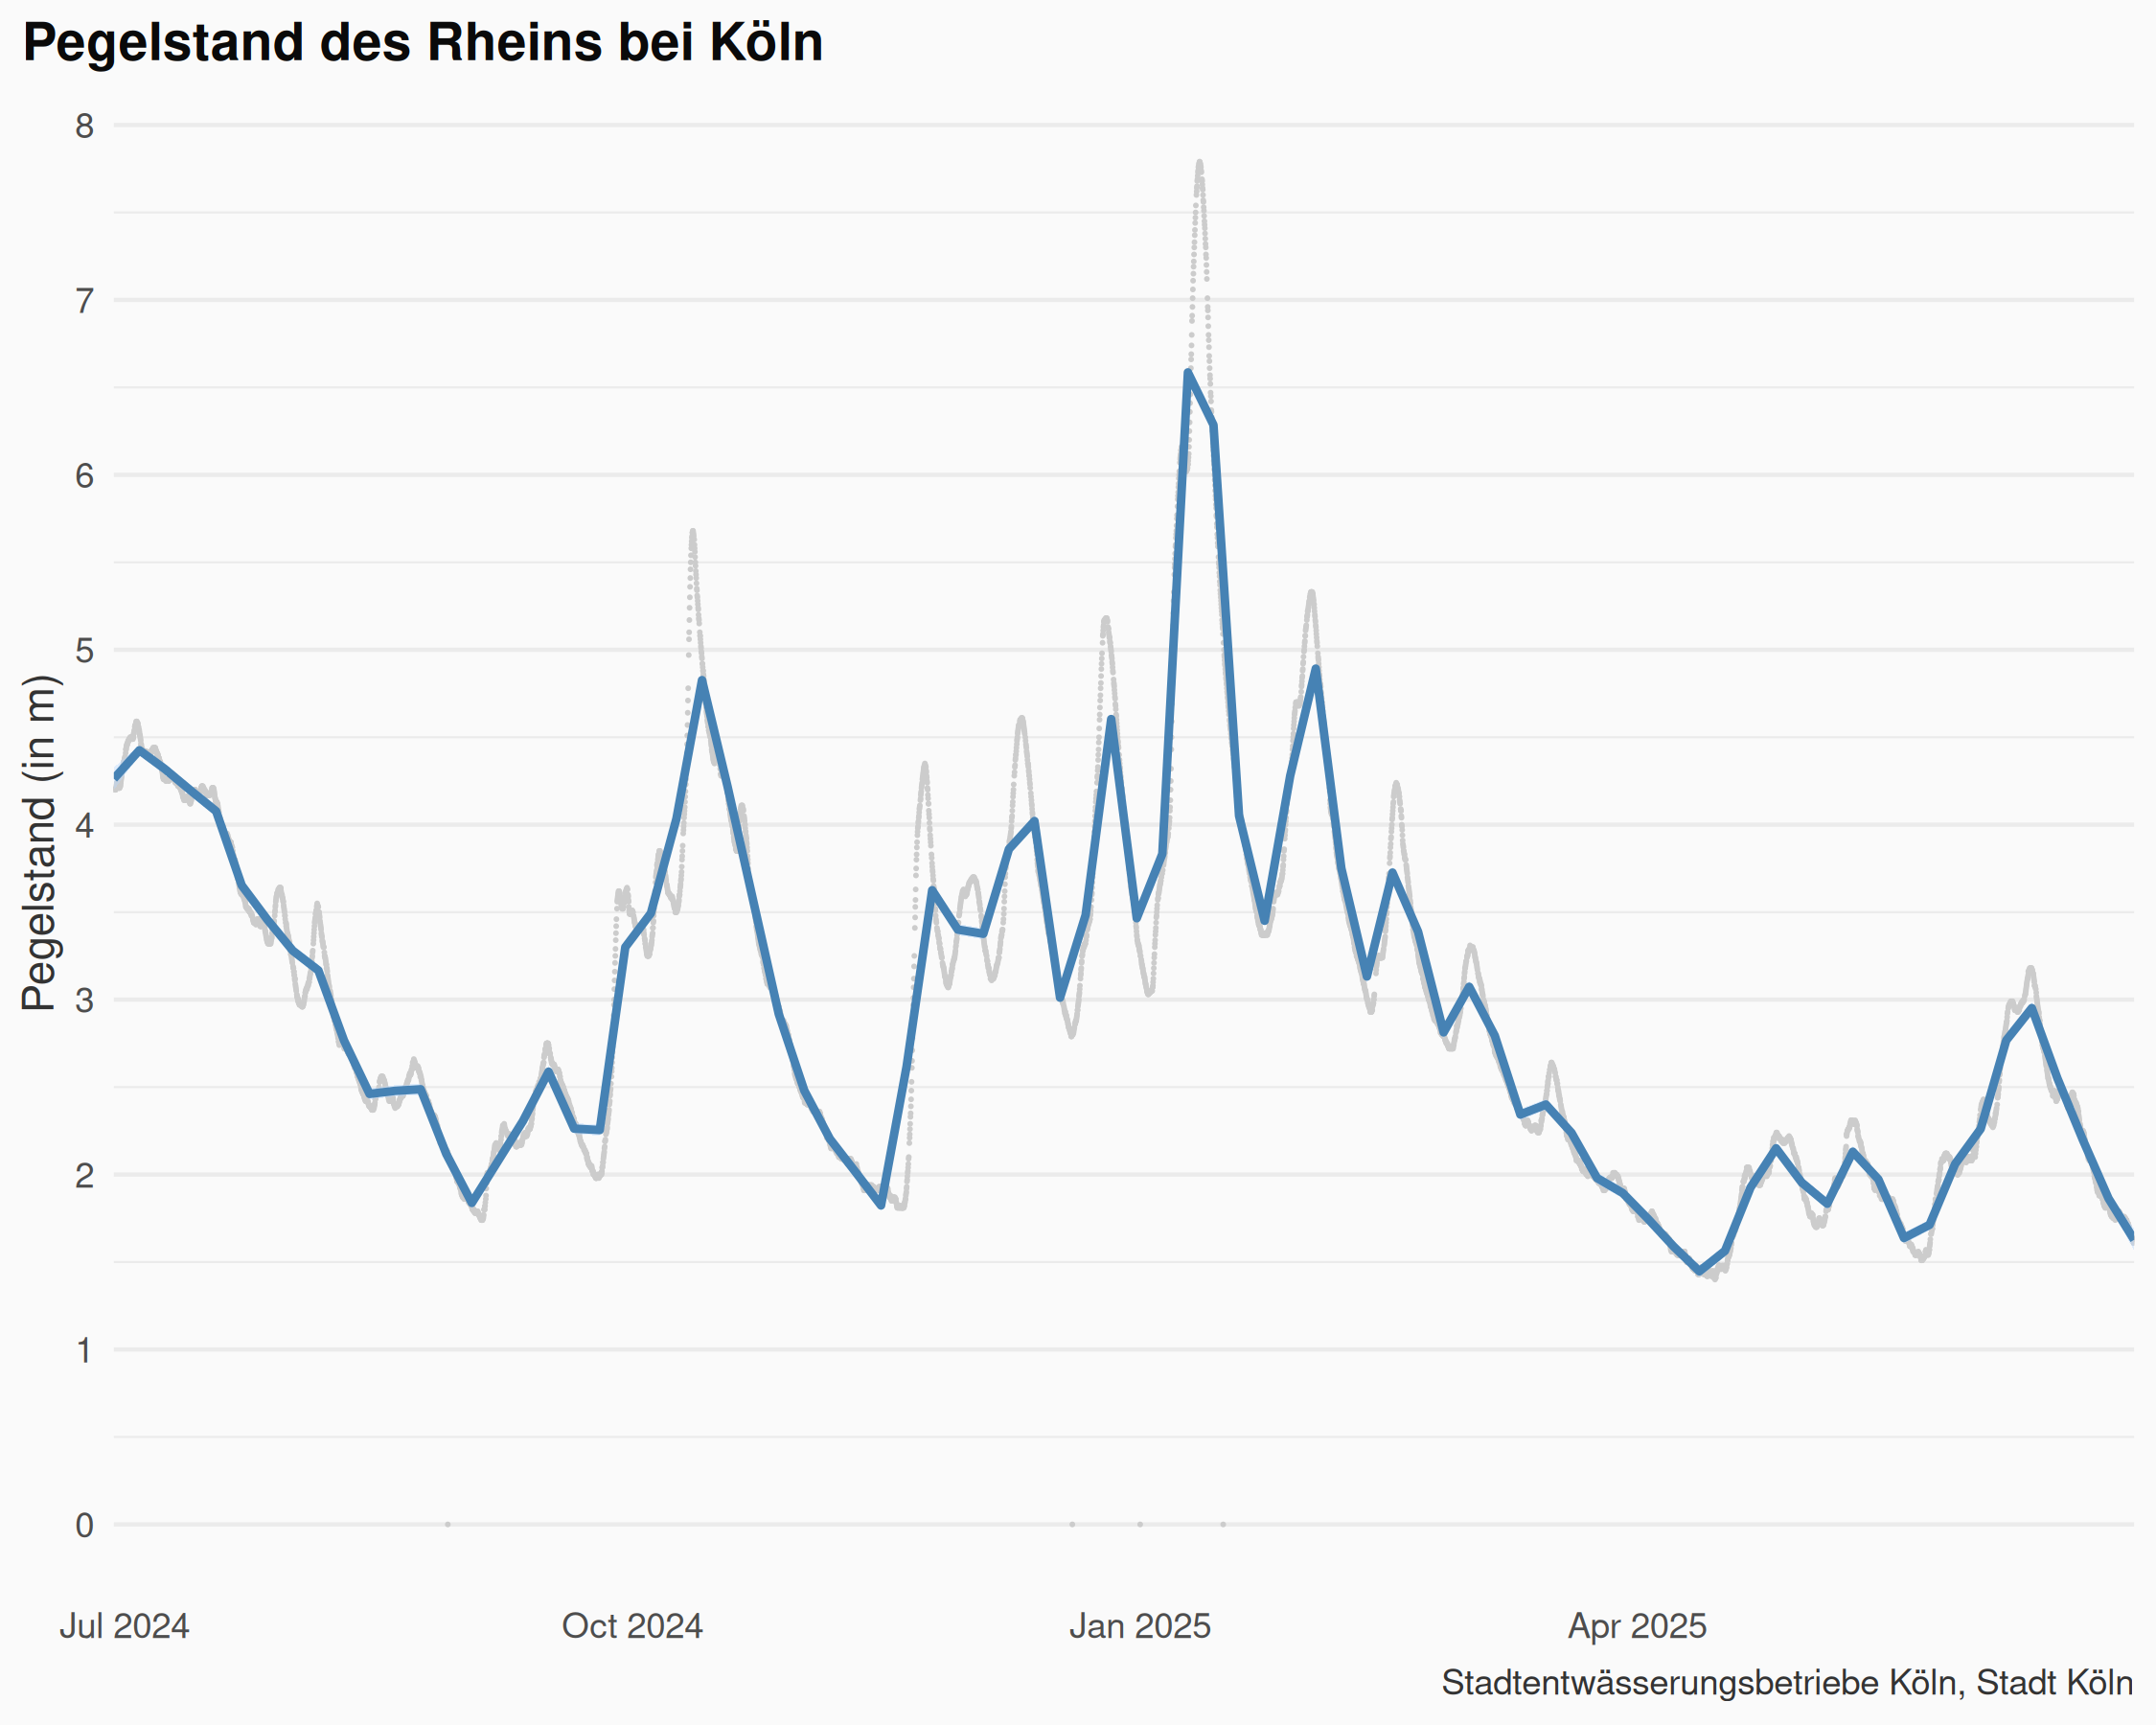 Pegelstand des Rheins bei Köln
Pegelstand (in m)
8
7
6
5
4
3
2
1
0
Jul 2024
Oct 2024
Jan 2025
Apr 2025
Stadtentwässerungsbetriebe Köln, Stadt Köln